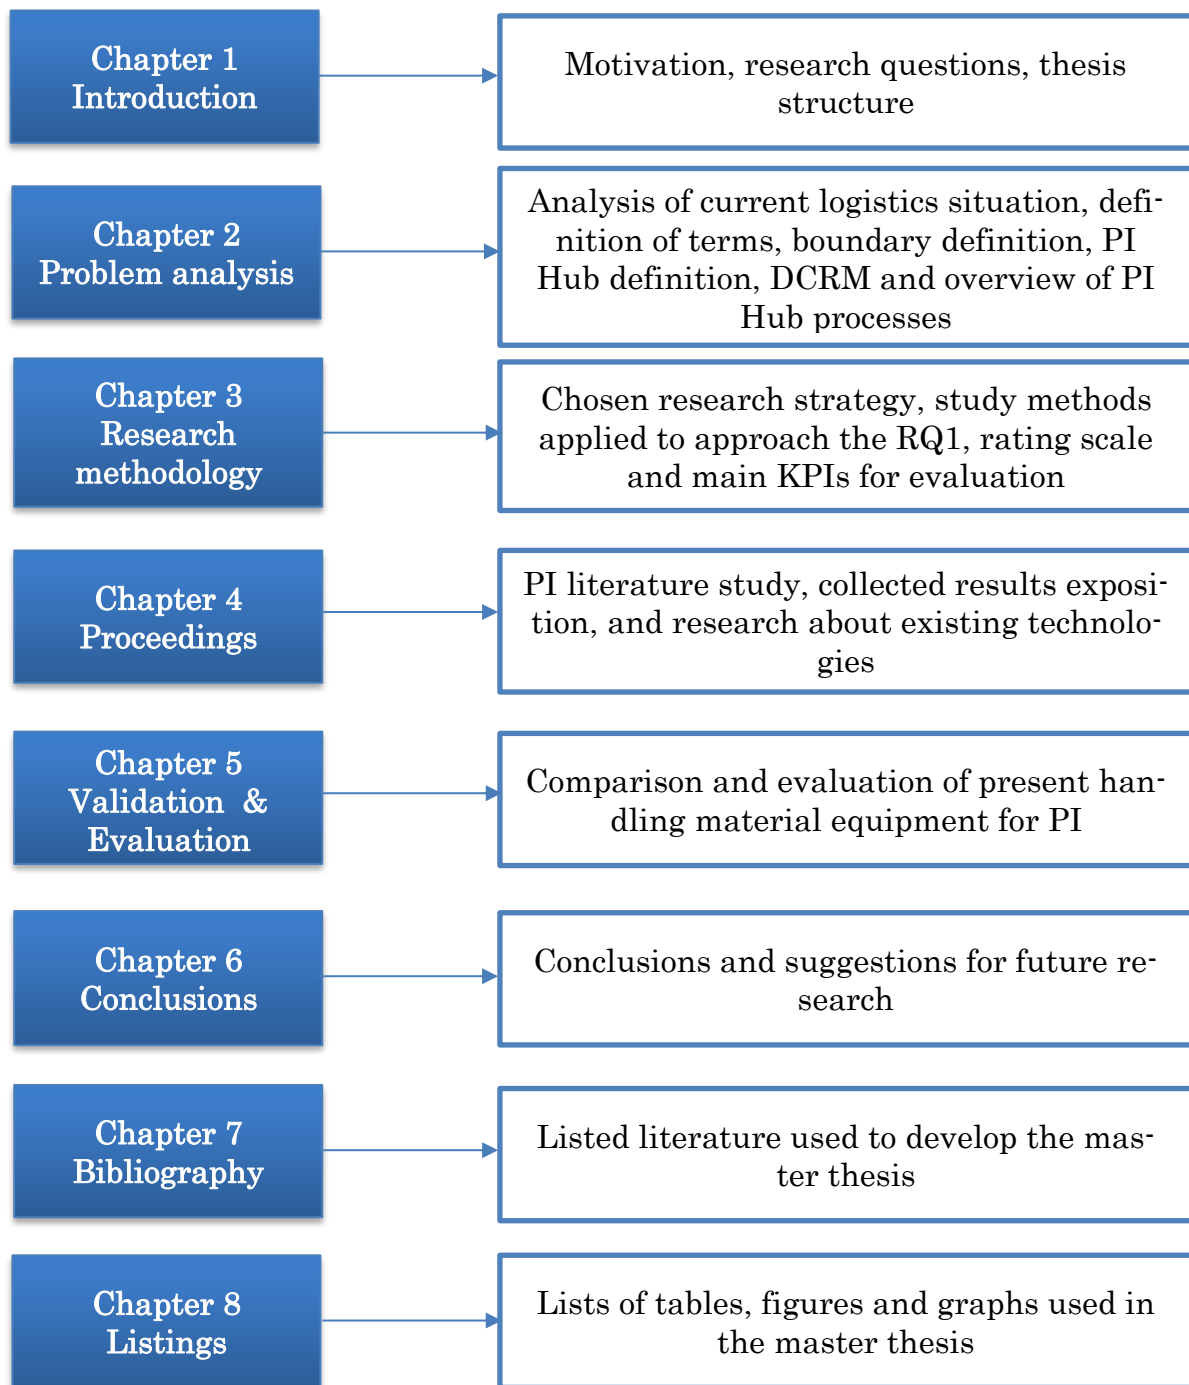 Chapter 1
Introduction
Motivation, research questions, thesis
structure
Chapter 2
Problem analysis
Analysis of current logistics situation, defi-
nition of terms, boundary definition, PI
Hub definition, DCRM and overview of PI
Hub processes
Chapter 3
Research
methodology
Chosen research strategy, study methods
applied to approach the RQ1, rating scale
and main KPIs for evaluation
Chapter 4
Proceedings
PI literature study, collected results exposi-
tion, and research about existing technolo-
gies
Chapter 5
Validation &
Evaluation
Comparison and evaluation of present han-
dling material equipment for PI
Chapter 6
Conclusions
Conclusions and suggestions for future re-
search
Chapter 7
Bibliography
Listed literature used to develop the mas-
ter thesis
Chapter 8
Listings
Lists of tables, figures and graphs used in
the master thesis